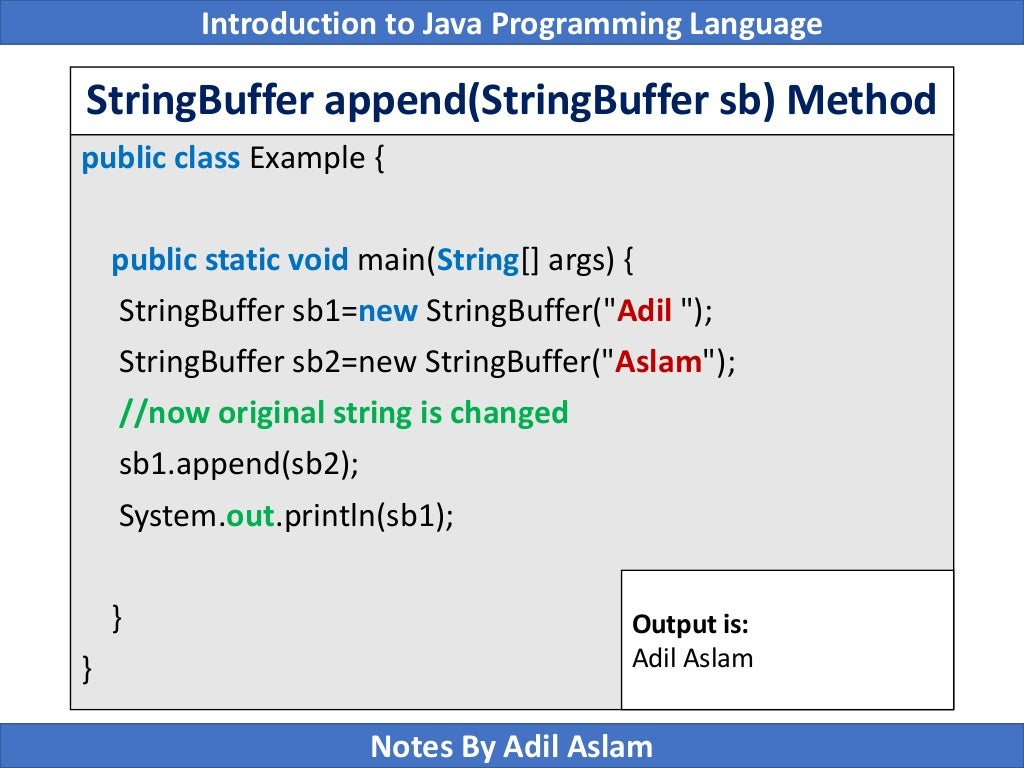 Introduction to Java Programming Language
StringBuffer append(StringBuffer sb) Method
public class Example {
public static void main(String[] args) {
StringBuffer sb1=new StringBuffer("Adil ");
StringBuffer sb2=new StringBuffer("Aslam");
//now original string is changed
sb1.append(sb2);
System.out.println(sb1);
}
}
Output is:
Adil Aslam
Notes By Adil Aslam